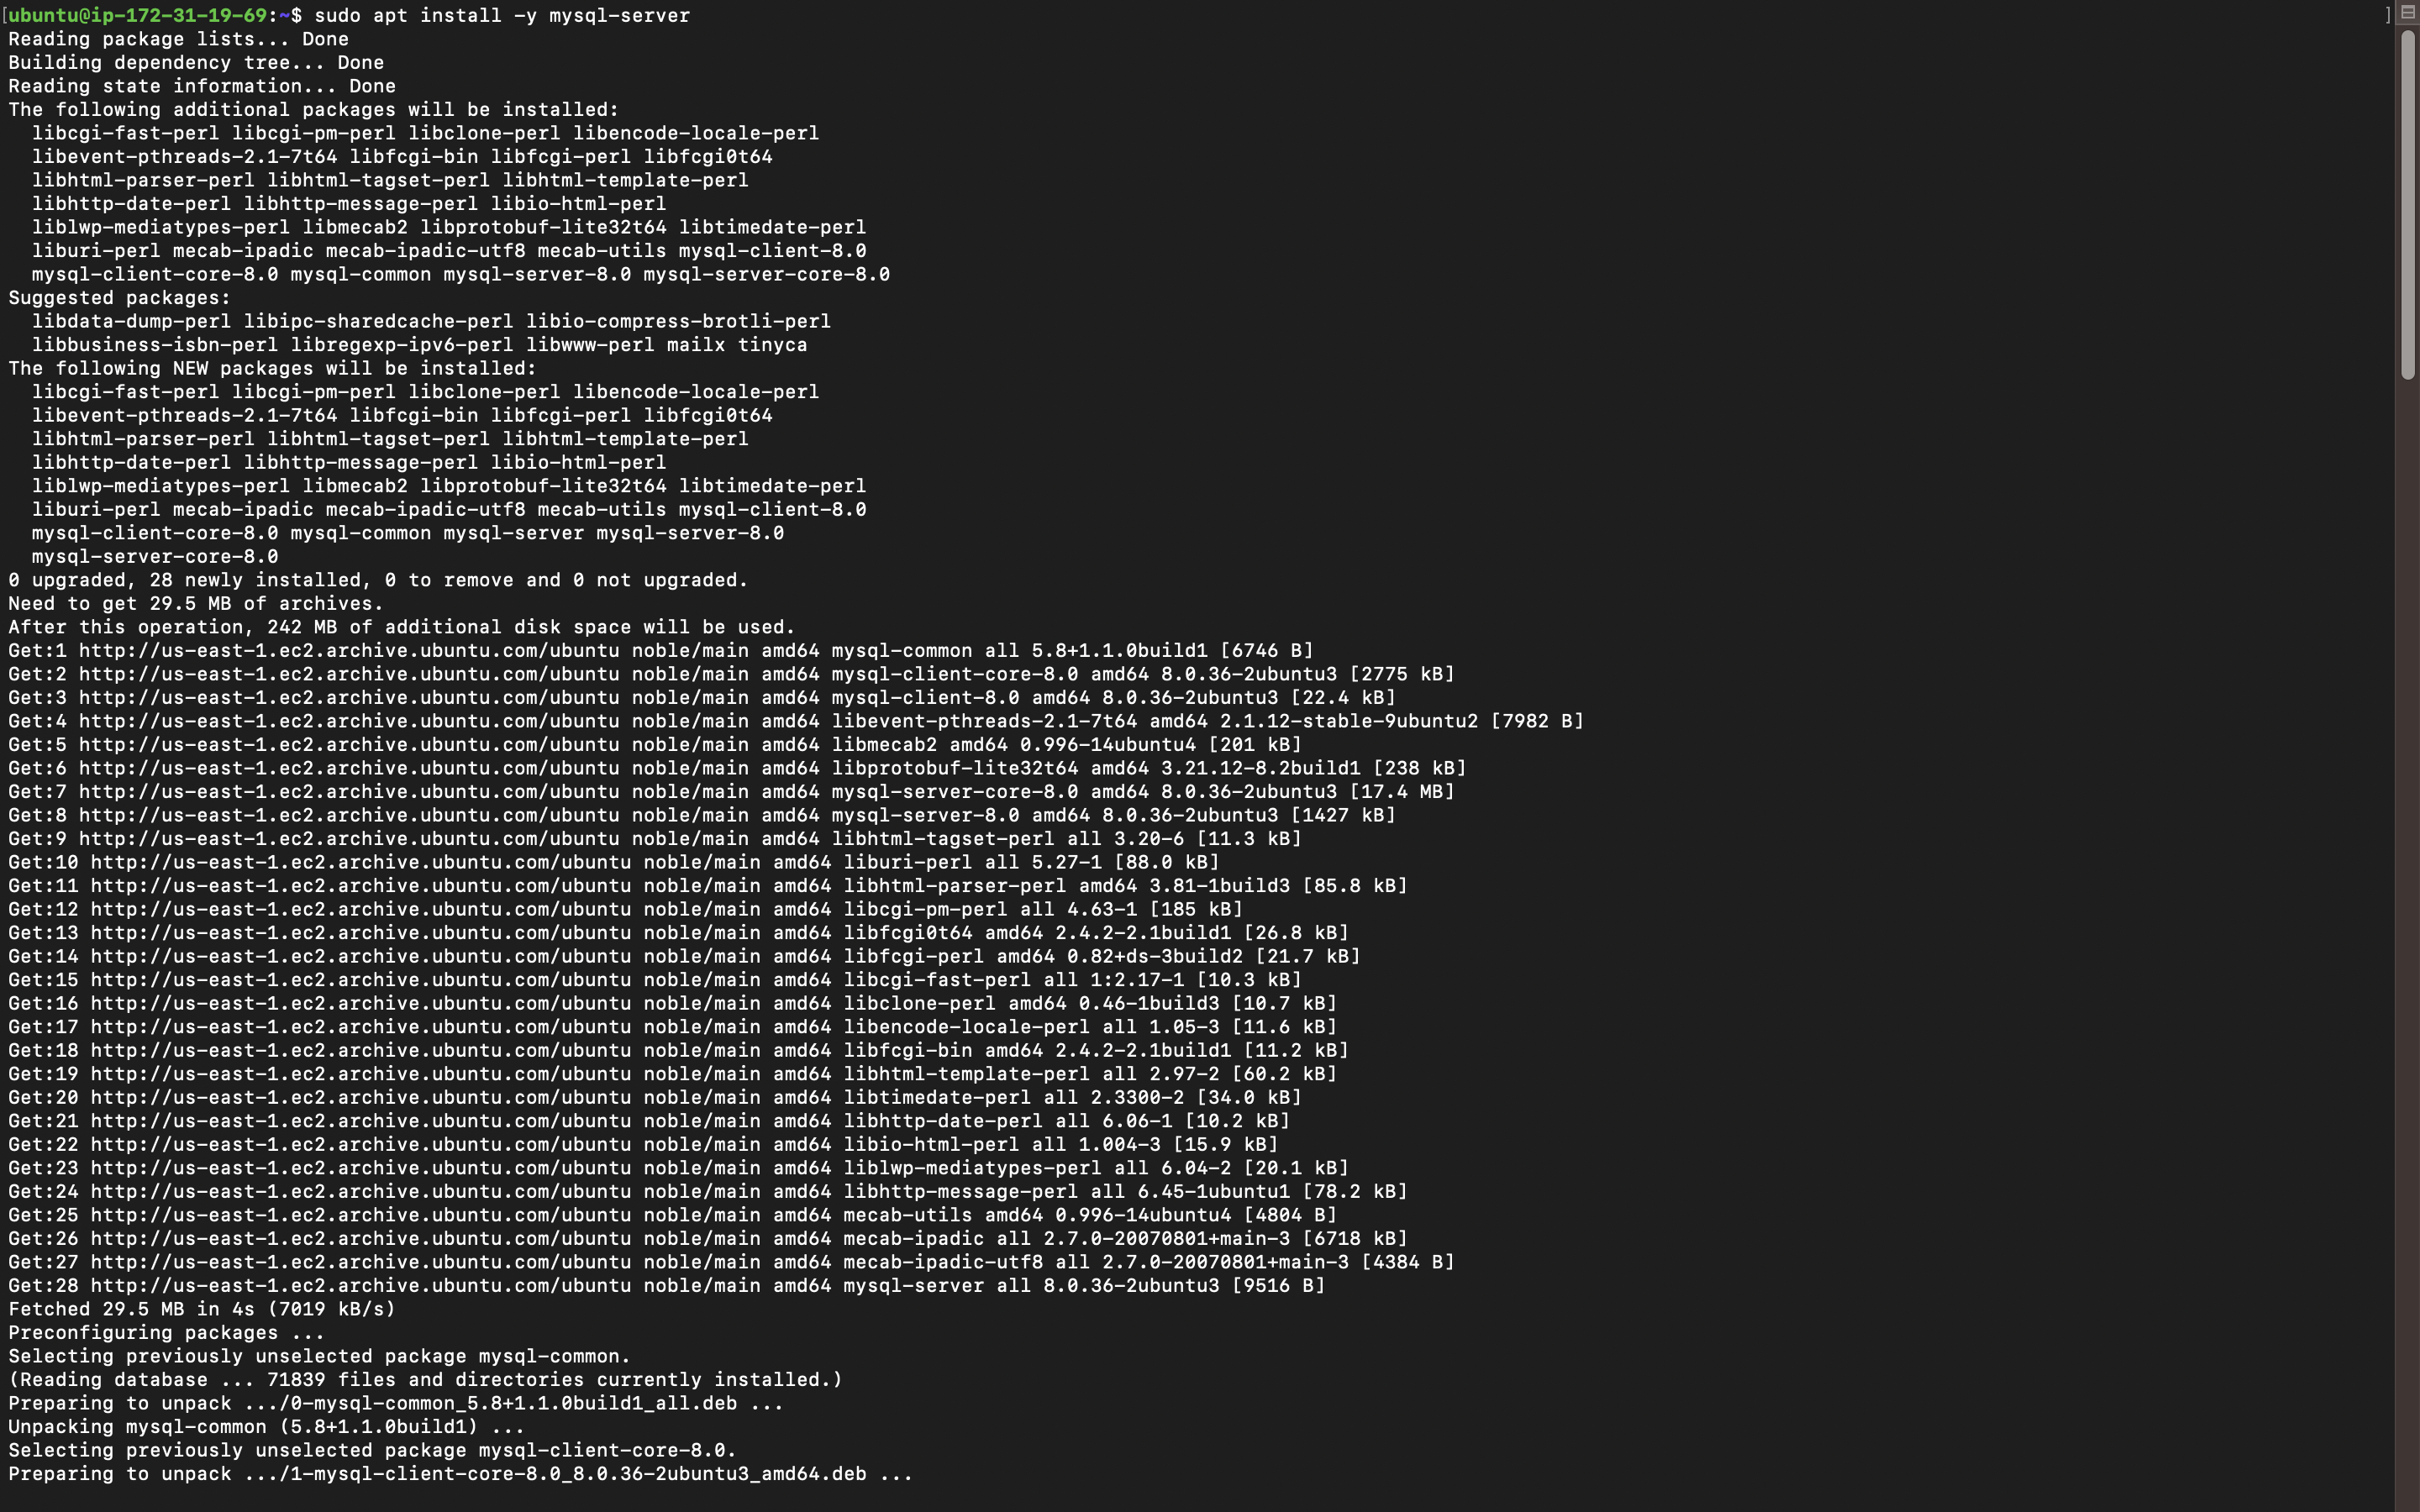 [ubuntu@ip-172-31-19-69:~$ sudo apt install -y mysql-server ]
Reading package lists... Done
Building dependency tree... Done
Reading state information... Done
The following additional packages will be installed:
  libcgi-fast-perl libcgi-pm-perl libclone-perl libencode-locale-perl
  libevent-pthreads-2.1-7t64 libfcgi-bin libfcgi-perl libfcgi0t64
  libhtml-parser-perl libhtml-tagset-perl libhtml-template-perl
  libhttp-date-perl libhttp-message-perl libio-html-perl
  liblwp-mediatypes-perl libmecab2 libprotobuf-lite32t64 libtimedate-perl
  liburi-perl mecab-ipadic mecab-ipadic-utf8 mecab-utils mysql-client-8.0
  mysql-client-core-8.0 mysql-common mysql-server-8.0 mysql-server-core-8.0
Suggested packages:
  libdata-dump-perl libipc-sharedcache-perl libio-compress-brotli-perl
  libbusiness-isbn-perl libregexp-ipv6-perl libwww-perl mailx tinyca
The following NEW packages will be installed:
  libcgi-fast-perl libcgi-pm-perl libclone-perl libencode-locale-perl
  libevent-pthreads-2.1-7t64 libfcgi-bin libfcgi-perl libfcgi0t64
  libhtml-parser-perl libhtml-tagset-perl libhtml-template-perl
  libhttp-date-perl libhttp-message-perl libio-html-perl
  liblwp-mediatypes-perl libmecab2 libprotobuf-lite32t64 libtimedate-perl
  liburi-perl mecab-ipadic mecab-ipadic-utf8 mecab-utils mysql-client-8.0
  mysql-client-core-8.0 mysql-common mysql-server mysql-server-8.0
  mysql-server-core-8.0
0 upgraded, 28 newly installed, 0 to remove and 0 not upgraded.
Need to get 29.5 MB of archives.
After this operation, 242 MB of additional disk space will be used.
Get:1 http://us-east-1.ec2.archive.ubuntu.com/ubuntu noble/main amd64 mysql-common all 5.8+1.1.0build1 [6746 B]
Get:2 http://us-east-1.ec2.archive.ubuntu.com/ubuntu noble/main amd64 mysql-client-core-8.0 amd64 8.0.36-2ubuntu3 [2775 kB]
Get:3 http://us-east-1.ec2.archive.ubuntu.com/ubuntu noble/main amd64 mysql-client-8.0 amd64 8.0.36-2ubuntu3 [22.4 kB]
Get:4 http://us-east-1.ec2.archive.ubuntu.com/ubuntu noble/main amd64 libevent-pthreads-2.1-7t64 amd64 2.1.12-stable-9ubuntu2 [7982 B]
Get:5 http://us-east-1.ec2.archive.ubuntu.com/ubuntu noble/main amd64 libmecab2 amd64 0.996-14ubuntu4 [201 kB]
Get:6 http://us-east-1.ec2.archive.ubuntu.com/ubuntu noble/main amd64 libprotobuf-lite32t64 amd64 3.21.12-8.2build1 [238 kB]
Get:7 http://us-east-1.ec2.archive.ubuntu.com/ubuntu noble/main amd64 mysql-server-core-8.0 amd64 8.0.36-2ubuntu3 [17.4 MB]
Get:8 http://us-east-1.ec2.archive.ubuntu.com/ubuntu noble/main amd64 mysql-server-8.0 amd64 8.0.36-2ubuntu3 [1427 kB]
Get:9 http://us-east-1.ec2.archive.ubuntu.com/ubuntu noble/main amd64 libhtml-tagset-perl all 3.20-6 [11.3 kB]
Get:10 http://us-east-1.ec2.archive.ubuntu.com/ubuntu noble/main amd64 liburi-perl all 5.27-1 [88.0 kB]
Get:11 http://us-east-1.ec2.archive.ubuntu.com/ubuntu noble/main amd64 libhtml-parser-perl amd64 3.81-1build3 [85.8 kB]
Get:12 http://us-east-1.ec2.archive.ubuntu.com/ubuntu noble/main amd64 libcgi-pm-perl all 4.63-1 [185 kB]
Get:13 http://us-east-1.ec2.archive.ubuntu.com/ubuntu noble/main amd64 libfcgi0t64 amd64 2.4.2-2.1build1 [26.8 kB]
Get:14 http://us-east-1.ec2.archive.ubuntu.com/ubuntu noble/main amd64 libfcgi-perl amd64 0.82+ds-3build2 [21.7 kB]
Get:15 http://us-east-1.ec2.archive.ubuntu.com/ubuntu noble/main amd64 libcgi-fast-perl all 1:2.17-1 [10.3 kB]
Get:16 http://us-east-1.ec2.archive.ubuntu.com/ubuntu noble/main amd64 libclone-perl amd64 0.46-1build3 [10.7 kB]
Get:17 http://us-east-1.ec2.archive.ubuntu.com/ubuntu noble/main amd64 libencode-locale-perl all 1.05-3 [11.6 kB]
Get:18 http://us-east-1.ec2.archive.ubuntu.com/ubuntu noble/main amd64 libfcgi-bin amd64 2.4.2-2.1build1 [11.2 kB]
Get:19 http://us-east-1.ec2.archive.ubuntu.com/ubuntu noble/main amd64 libhtml-template-perl all 2.97-2 [60.2 kB]
Get:20 http://us-east-1.ec2.archive.ubuntu.com/ubuntu noble/main amd64 libtimedate-perl all 2.3300-2 [34.0 kB]
Get:21 http://us-east-1.ec2.archive.ubuntu.com/ubuntu noble/main amd64 libhttp-date-perl all 6.06-1 [10.2 kB]
Get:22 http://us-east-1.ec2.archive.ubuntu.com/ubuntu noble/main amd64 libio-html-perl all 1.004-3 [15.9 kB]
Get:23 http://us-east-1.ec2.archive.ubuntu.com/ubuntu noble/main amd64 liblwp-mediatypes-perl all 6.04-2 [20.1 kB]
Get:24 http://us-east-1.ec2.archive.ubuntu.com/ubuntu noble/main amd64 libhttp-message-perl all 6.45-1ubuntu1 [78.2 kB]
Get:25 http://us-east-1.ec2.archive.ubuntu.com/ubuntu noble/main amd64 mecab-utils amd64 0.996-14ubuntu4 [4804 B]
Get:26 http://us-east-1.ec2.archive.ubuntu.com/ubuntu noble/main amd64 mecab-ipadic all 2.7.0-20070801+main-3 [6718 kB]
Get:27 http://us-east-1.ec2.archive.ubuntu.com/ubuntu noble/main amd64 mecab-ipadic-utf8 all 2.7.0-20070801+main-3 [4384 B]
Get:28 http://us-east-1.ec2.archive.ubuntu.com/ubuntu noble/main amd64 mysql-server all 8.0.36-2ubuntu3 [9516 B]
Fetched 29.5 MB in 4s (7019 kB/s)
Preconfiguring packages ...
Selecting previously unselected package mysql-common.
(Reading database ... 71839 files and directories currently installed.)
Preparing to unpack .../0-mysql-common_5.8+1.1.0build1_all.deb ...
Unpacking mysql-common (5.8+1.1.0build1) ...
Selecting previously unselected package mysql-client-core-8.0.
Preparing to unpack .../1-mysql-client-core-8.0_8.0.36-2ubuntu3_amd64.deb ...